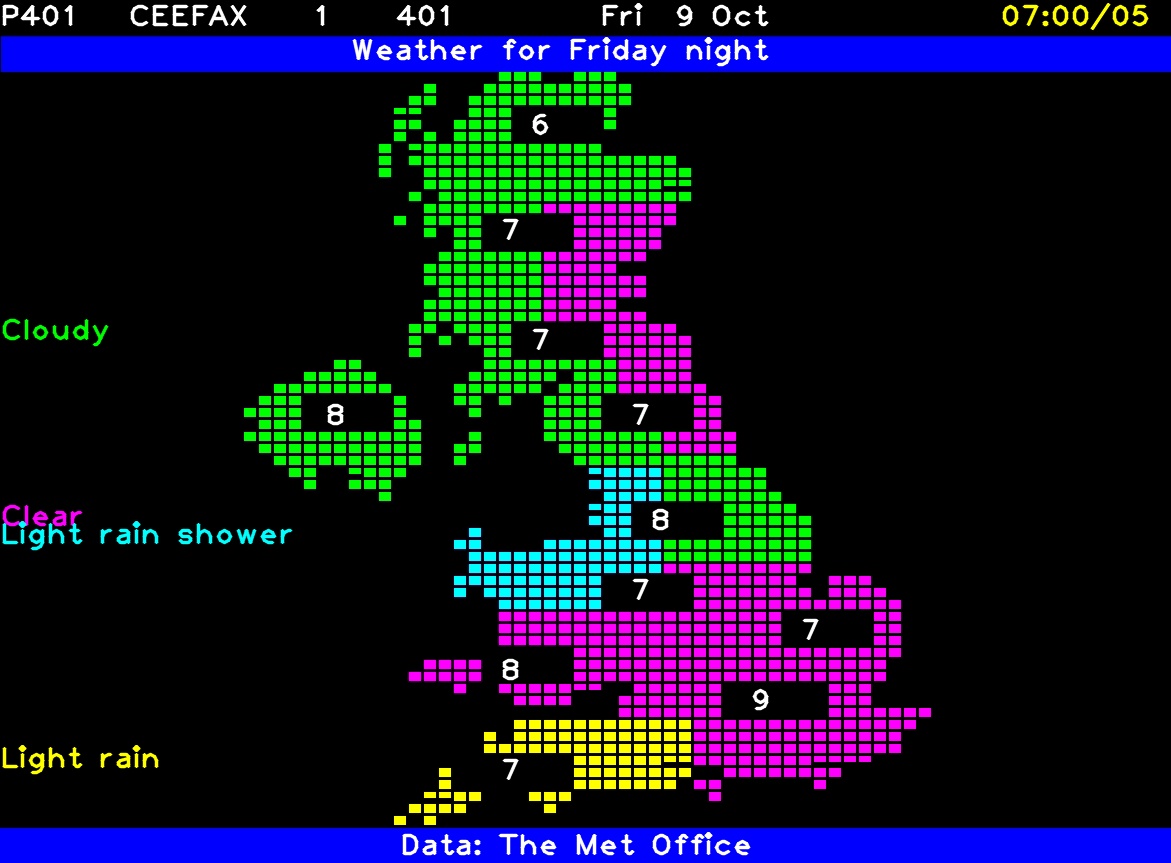 P401 CEEFAX 1 401 Fri 9 Oct 07:00/05
Weather for Friday night
6
7
Cloudy
7
8 7
Clear
8
Light rain shower
7
7
8
9
Light rain
7
Data: The Met Office